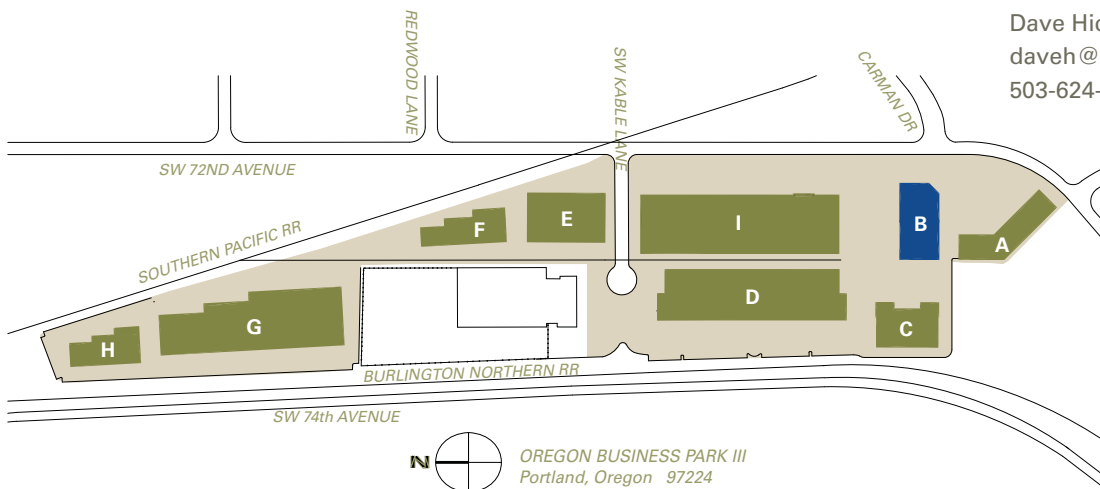 Dave Hic
daveh@
503-624-
REDWOOD LANE
SW KABLE LANE
CARMAN DR
SW 72ND AVENUE
SOUTHERN PACIFIC RR
F
E
I
B
A
H
G
D
C
BURLINGTON NORTHERN RR
SW 74th AVENUE
N
OREGON BUSINESS PARK III
Portland, Oregon 97224